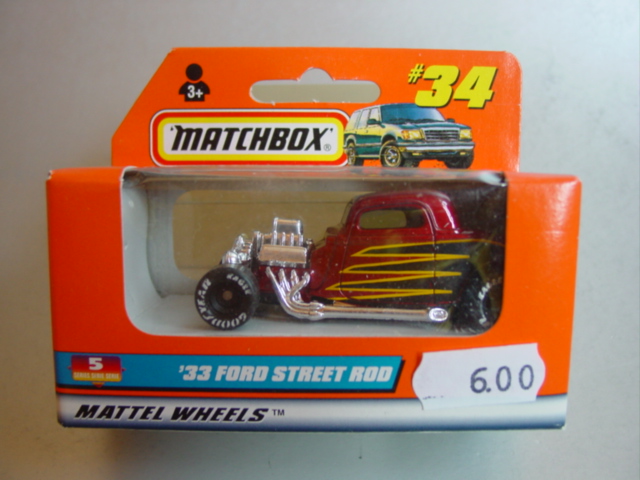 #34
3+
MATCHBOX®
GOODYEAR
5
'33 FORD STREET ROD
6.00
MATTEL WHEELS™